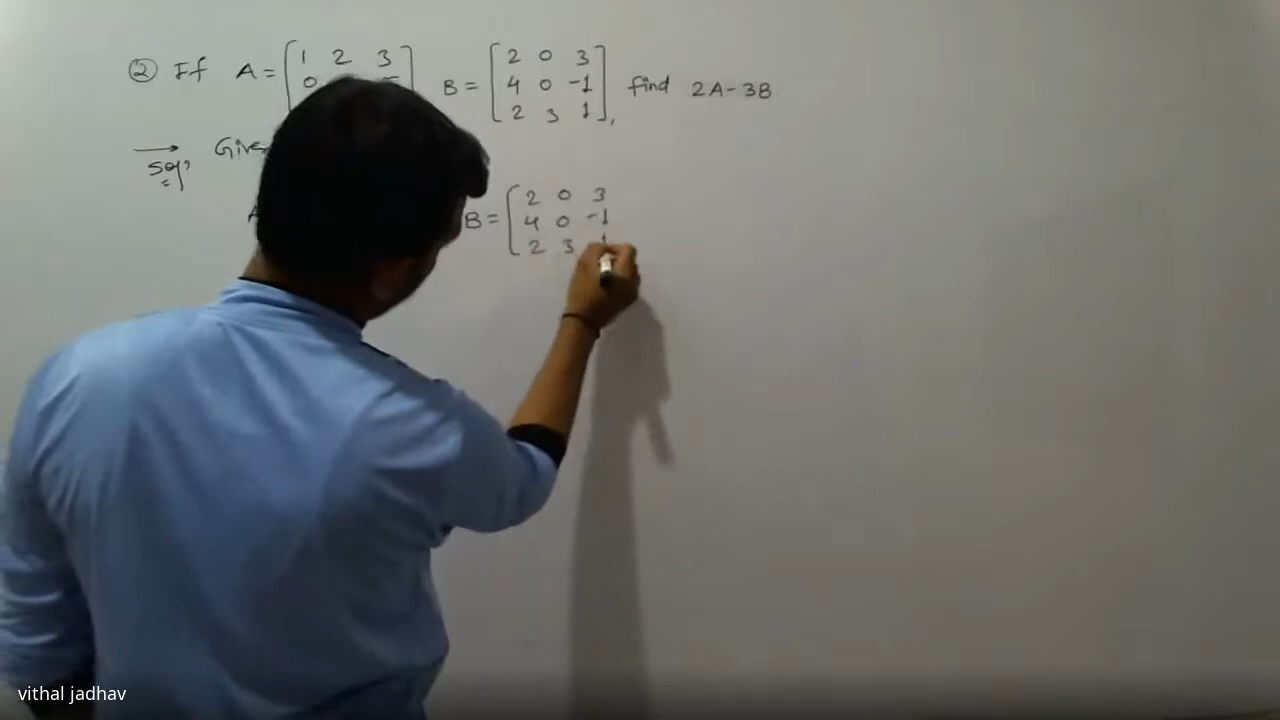 ② If A = [ 1 2 3 B = [ 2 0 3
0 4 0 -1 find 2A - 3B
2 3 1 ],
Soln Given
B = [ 2 0 3
4 0 -1
2 3 1
vithal jadhav